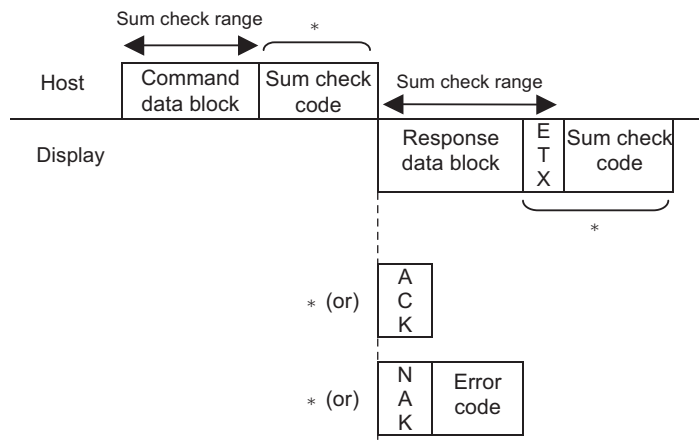 Sum check range
*
Host
Command
data block
Sum check
code
Sum check range
Display
Response
data block
E
T
X
Sum check
code
*
* (or)
A
C
K
* (or)
N
A
K
Error
code